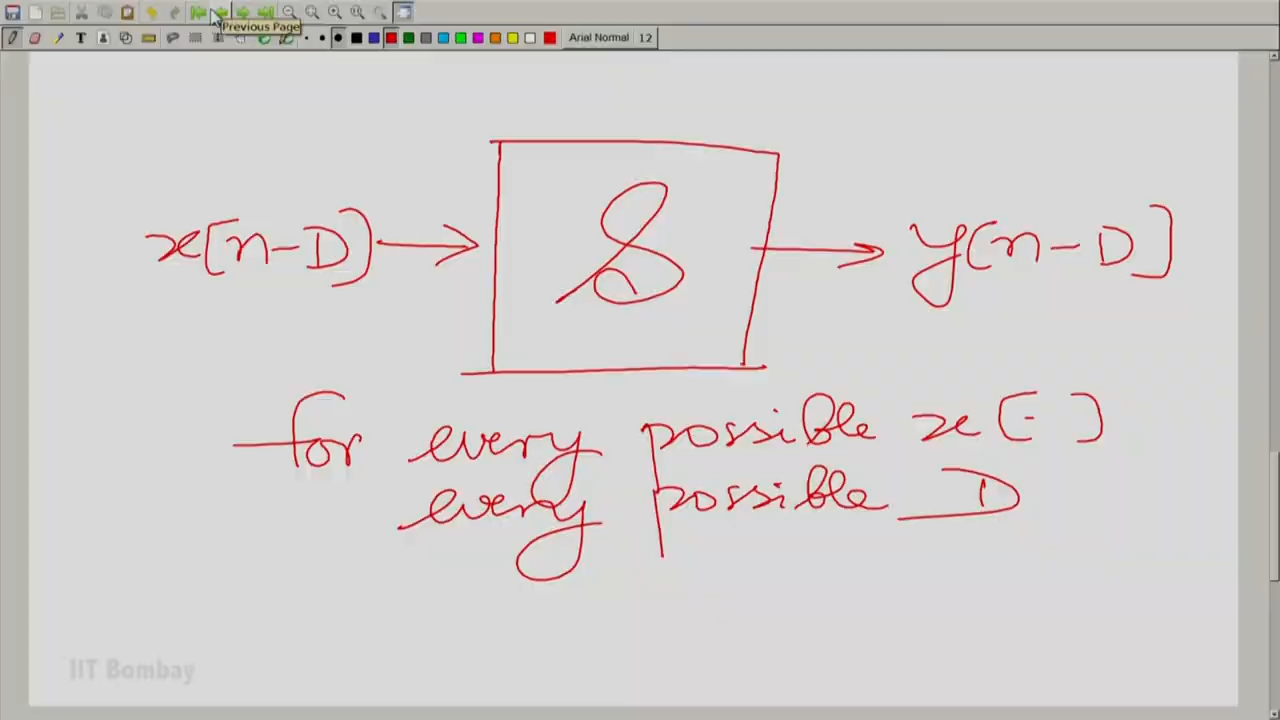 Previous Page
Arial Normal 12
x[n-D] → S → y[n-D]
for every possible x[·]
every possible D
IIT Bombay